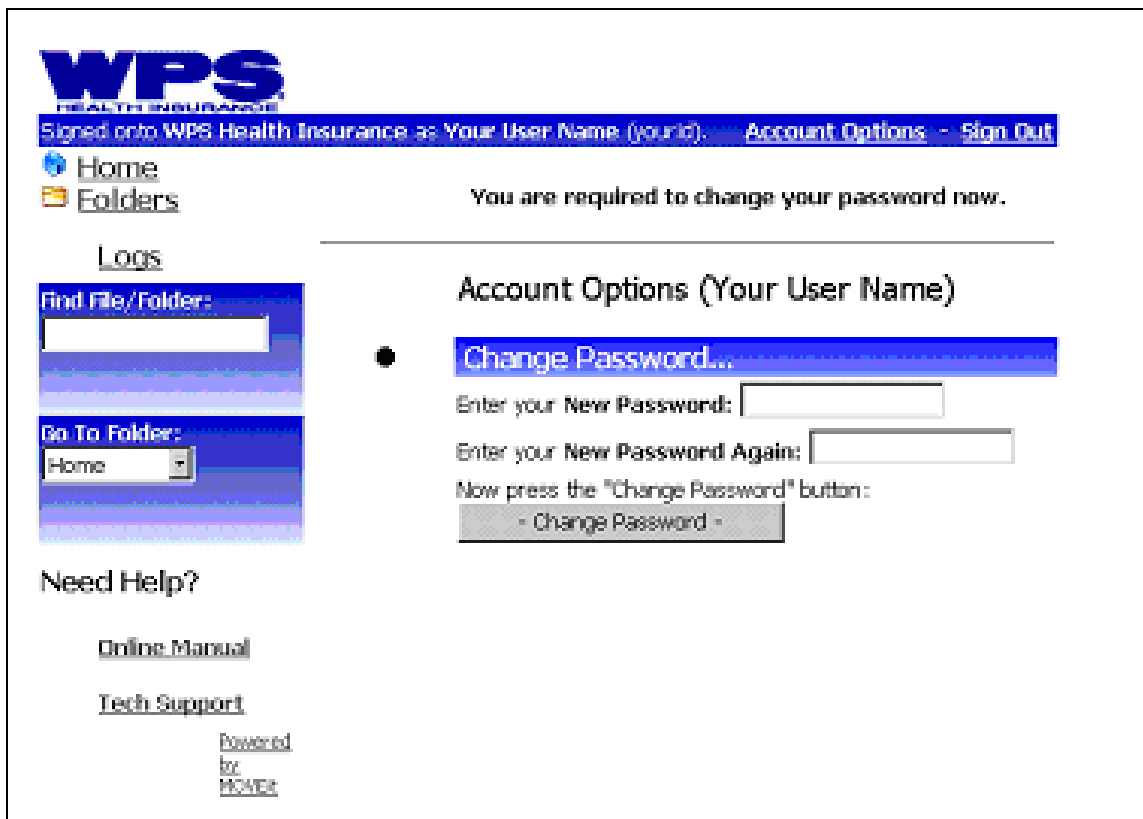 WPS
HEALTH INSURANCE
Signed onto WPS Health Insurance as Your User Name (yourid). Account Options - Sign Out
Home
Folders
Logs
Find File/Folder:
Go To Folder:
Home
Need Help?
Online Manual
Tech Support
Powered
by
MOVEit
You are required to change your password now.
Account Options (Your User Name)
Change Password...
Enter your New Password:
Enter your New Password Again:
Now press the "Change Password" button:
- Change Password -